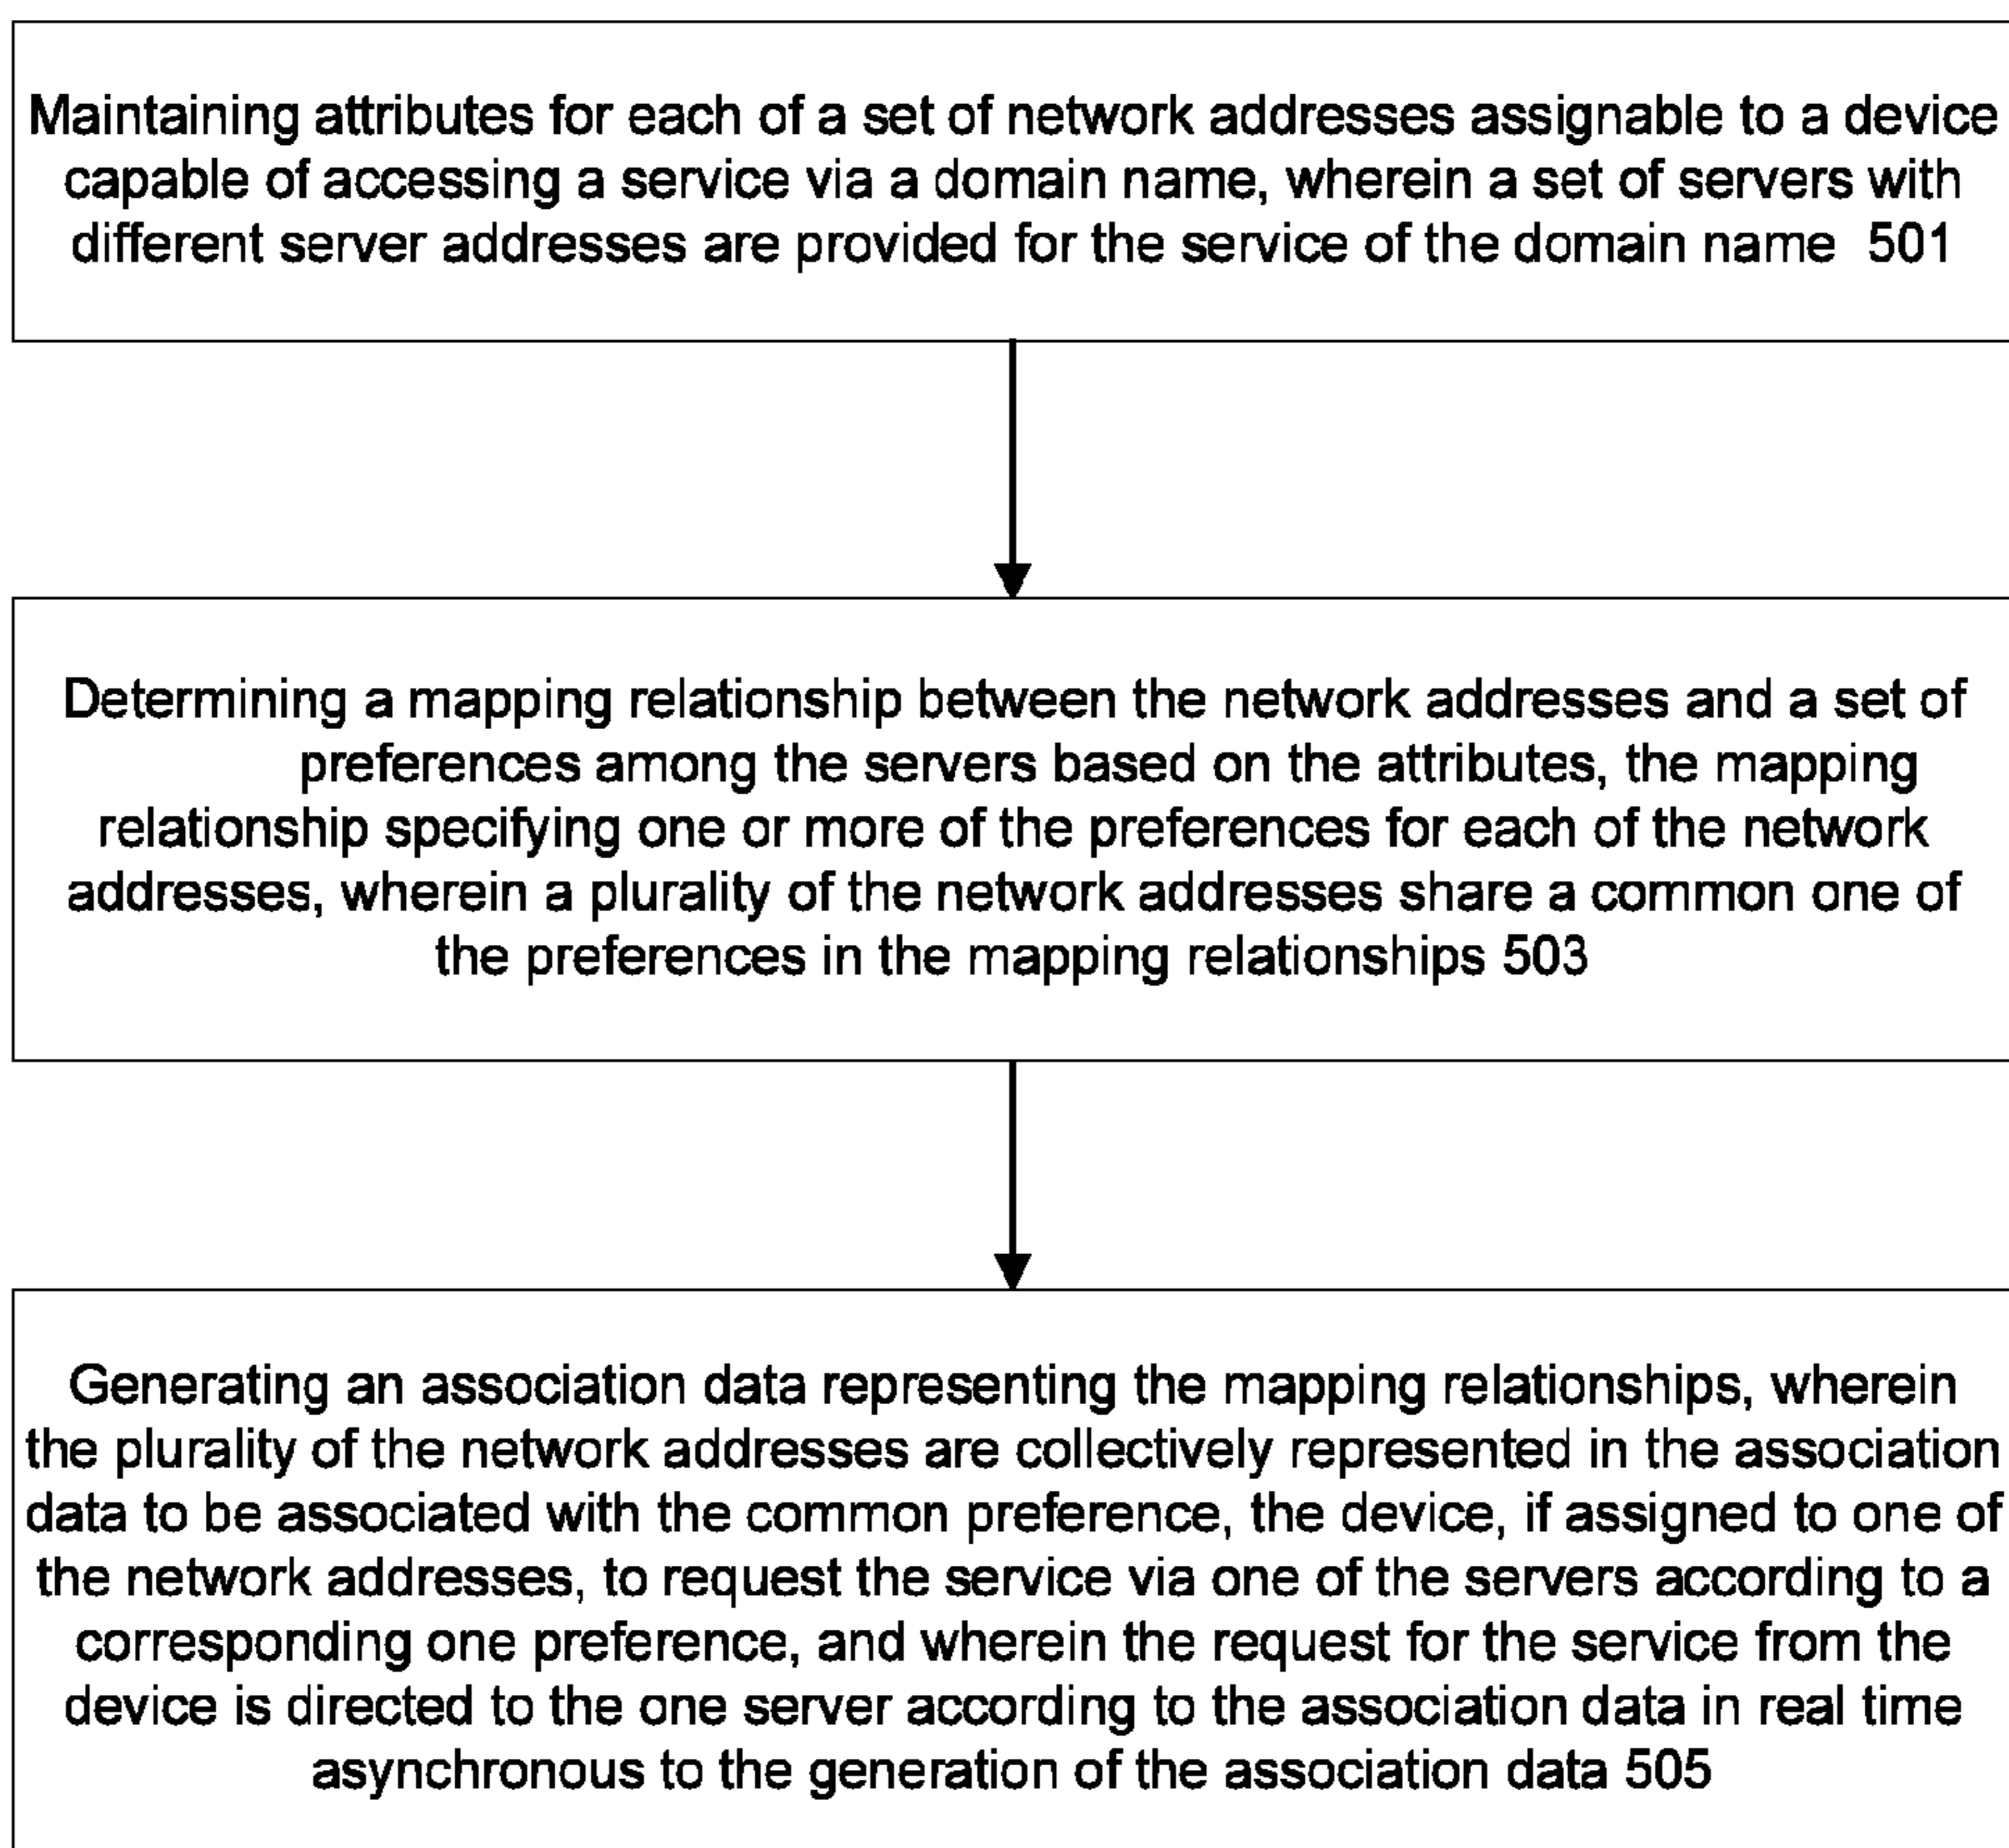 Maintaining attributes for each of a set of network addresses assignable to a device
capable of accessing a service via a domain name, wherein a set of servers with
different server addresses are provided for the service of the domain name 501
Determining a mapping relationship between the network addresses and a set of
preferences among the servers based on the attributes, the mapping
relationship specifying one or more of the preferences for each of the network
addresses, wherein a plurality of the network addresses share a common one of
the preferences in the mapping relationships 503
Generating an association data representing the mapping relationships, wherein
the plurality of the network addresses are collectively represented in the association
data to be associated with the common preference, the device, if assigned to one of
the network addresses, to request the service via one of the servers according to a
corresponding one preference, and wherein the request for the service from the
device is directed to the one server according to the association data in real time
asynchronous to the generation of the association data 505